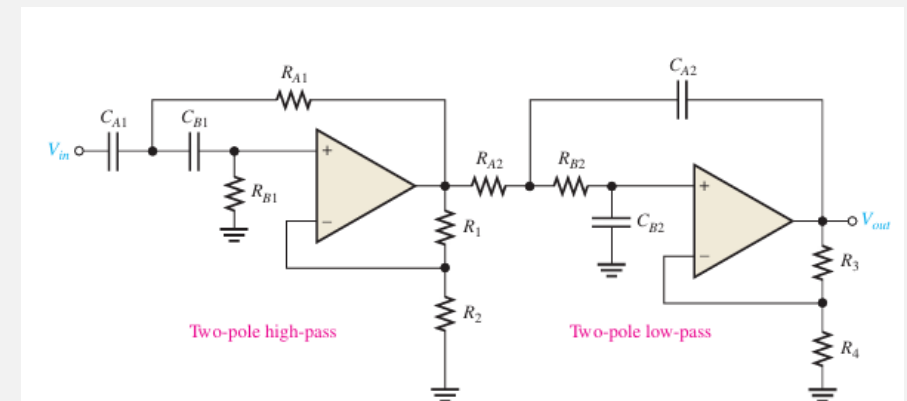 R_A1
C_A2
C_A1
C_B1
V_in
+
R_A2
R_B2
+
R_B1
−
R_1
C_B2
V_out
−
R_3
R_2
Two-pole high-pass
Two-pole low-pass
R_4